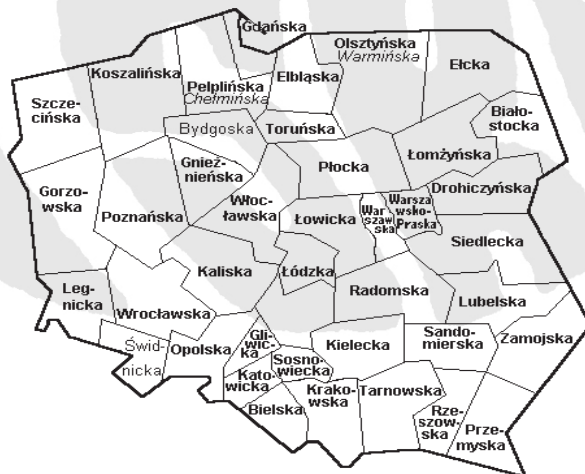 Gdańska
Olsztyńska
Warmińska
Koszalińska
Ełcka
Pelplińska
Chełmińska
Elbląska
Szcze-
cińska
Biało-
stocka
Bydgoska
Toruńska
Gnieź-
nieńska
Płocka
Łomżyńska
Gorzo-
wska
Drohiczyńska
Poznańska
Włoc-
ławska
Łowicka
War
szaw
ska
Warsza
wsko-
Praska
Siedlecka
Kaliska
Łódzka
Leg-
nicka
Radomska
Wrocławska
Lubelska
Świd-
nicka
Opolska
Gli-
wic-
ka
Kielecka
Sando-
mierska
Zamojska
Sosno-
wiecka
Kato-
wicka
Krako-
wska
Tarnowska
Bielska
Rze-
szow-
ska
Prze-
myska